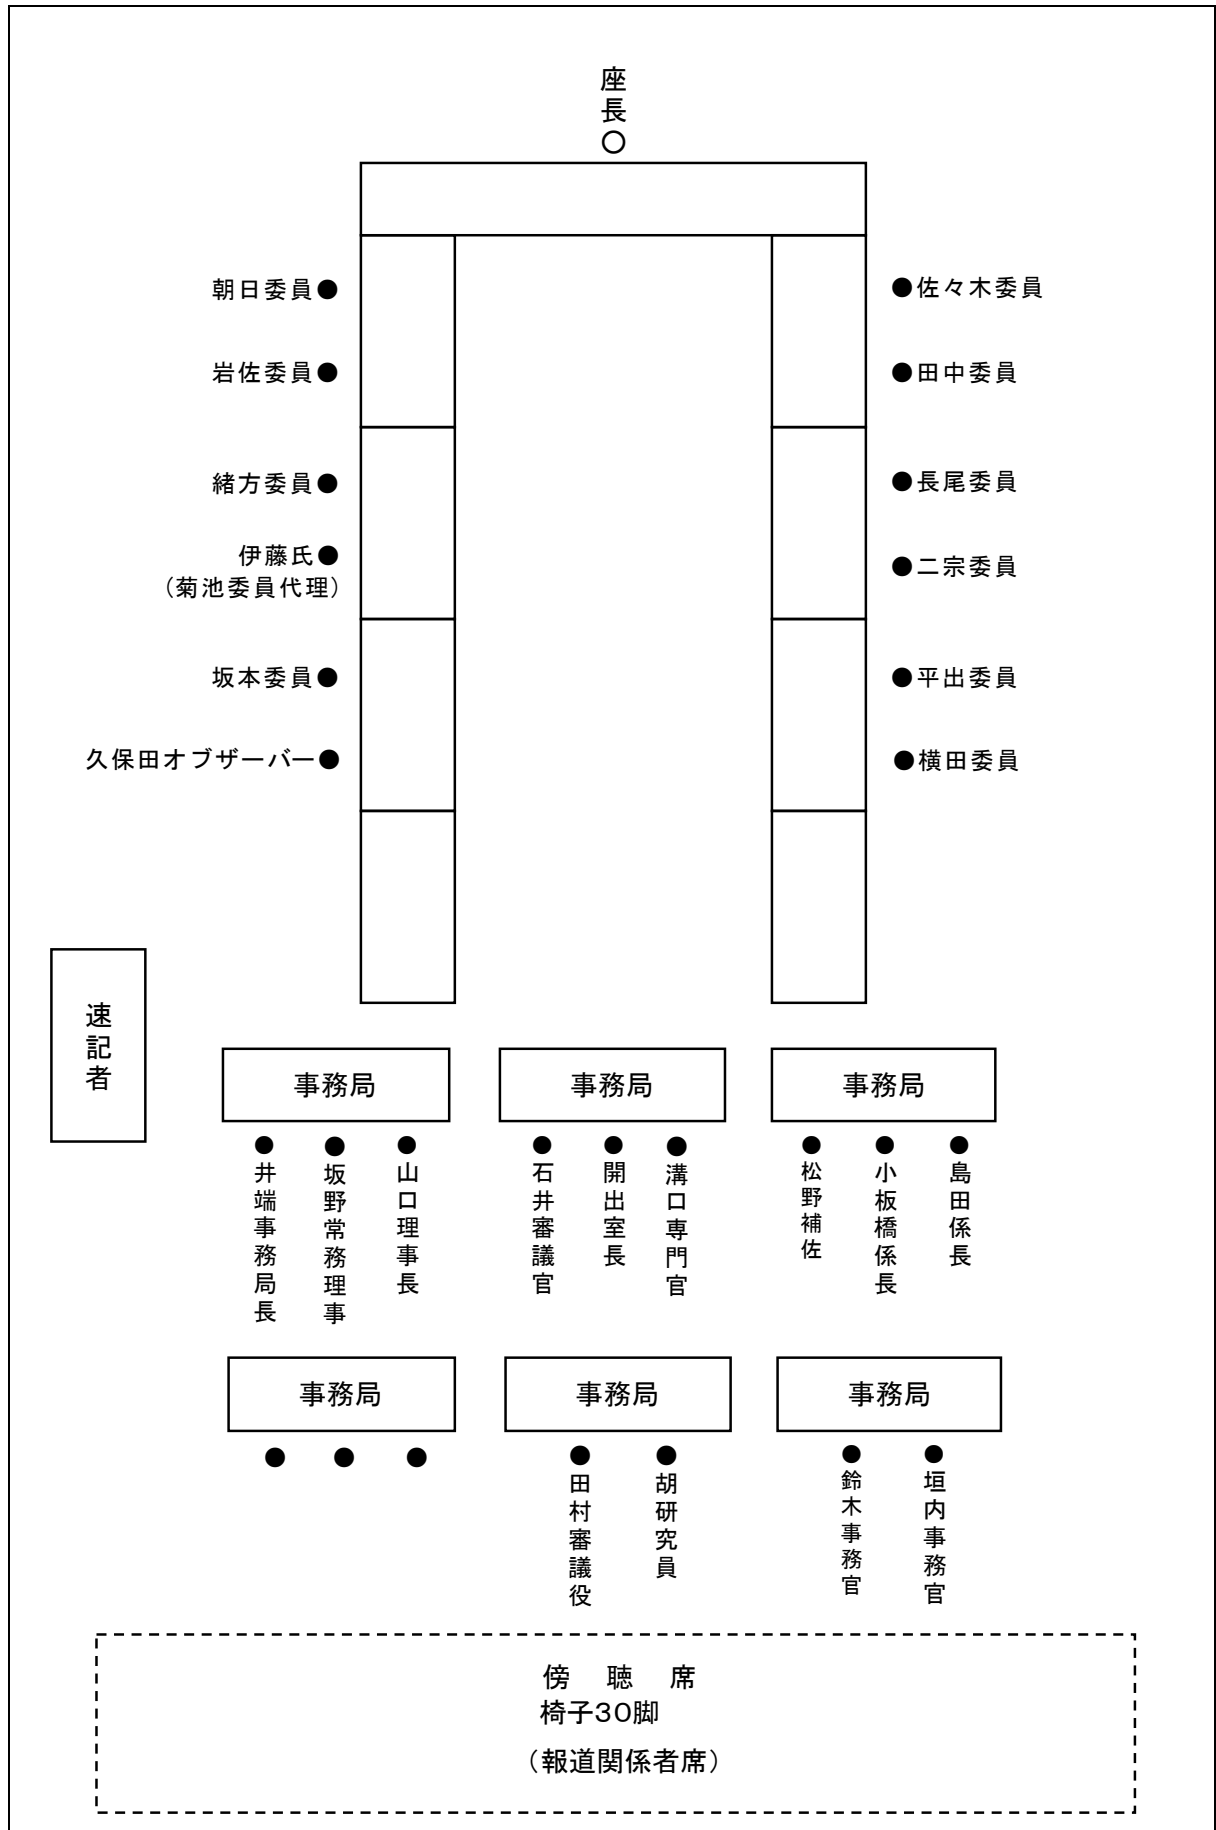 座長○
朝日委員●
●佐々木委員
岩佐委員●
●田中委員
緒方委員●
●長尾委員
伊藤氏●
（菊池委員代理）
●二宗委員
坂本委員●
●平出委員
久保田オブザーバー●
●横田委員
速記者
事務局
事務局
事務局
●井端事務局長
●坂野常務理事
●山口理事長
●石井審議官
●開出室長
●溝口専門官
●松野補佐
●小板橋係長
●島田係長
事務局
事務局
事務局
● ● ●
●田村審議役
●胡研究員
●鈴木事務官
●垣内事務官
傍　聴　席
椅子30脚
（報道関係者席）